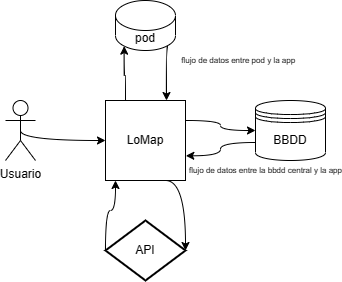 pod
flujo de datos entre pod y la app
LoMap
BBDD
Usuario
flujo de datos entre la bbdd central y la app
API